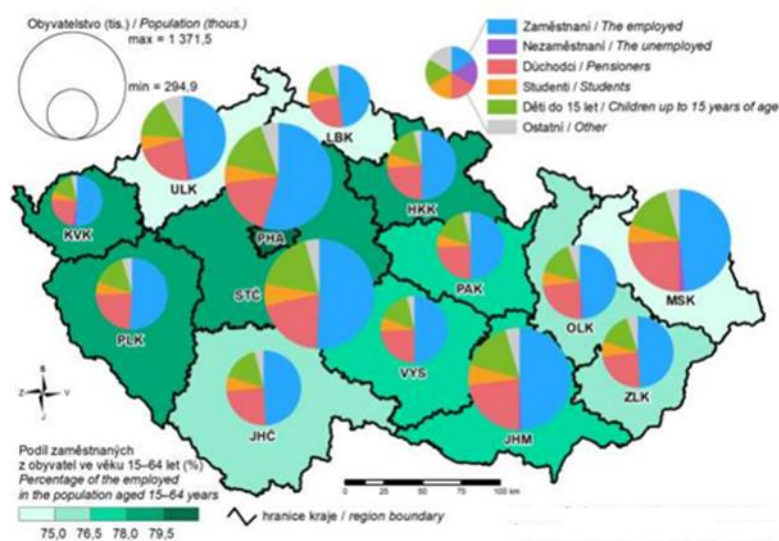 Obyvatelstvo (tis.) / Population (thous.)
max = 1 371,5
min = 294,9
Zaměstnaní / The employed
Nezaměstnaní / The unemployed
Důchodci / Pensioners
Studenti / Students
Děti do 15 let / Children up to 15 years of age
Ostatní / Other
LBK
ULK
HKK
KVK
PHA
PAK
MSK
STČ
OLK
PLK
VYS
ZLK
JHČ
JHM
B
Z V
J
Podíl zaměstnaných
z obyvatel ve věku 15–64 let (%)
Percentage of the employed
in the population aged 15–64 years
75,0 76,5 78,0 79,5
hranice kraje / region boundary
0 25 50 75 100 km